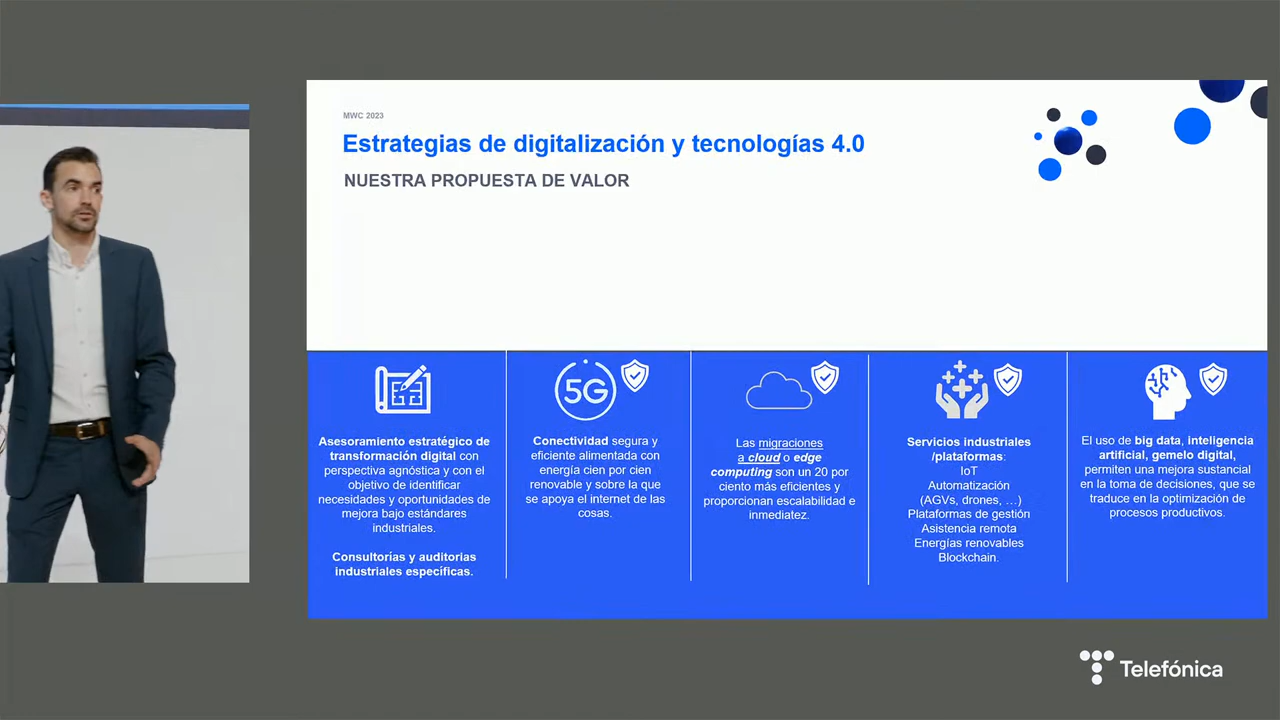 MWC 2023
Estrategias de digitalización y tecnologías 4.0
NUESTRA PROPUESTA DE VALOR
Asesoramiento estratégico de
transformación digital con
perspectiva agnóstica y con el
objetivo de identificar
necesidades y oportunidades de
mejora bajo estándares
industriales.
Consultorías y auditorias
industriales específicas.
5G
Conectividad segura y
eficiente alimentada con
energía cien por cien
renovable y sobre la que
se apoya el internet de las
cosas.
Las migraciones
a cloud o edge
computing son un 20 por
ciento más eficientes y
proporcionan escalabilidad e
inmediatez.
Servicios industriales
/plataformas:
IoT
Automatización
(AGVs, drones, …)
Plataformas de gestión
Asistencia remota
Energías renovables
Blockchain.
El uso de big data, inteligencia
artificial, gemelo digital,
permiten una mejora sustancial
en la toma de decisiones, que se
traduce en la optimización de
procesos productivos.
Telefónica